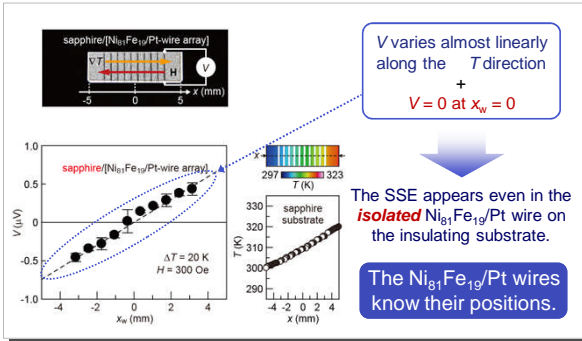 sapphire/[Ni₈₁Fe₁₉/Pt-wire array]
∇T
H
V
-5 0 5 x (mm)
V varies almost linearly
along the T direction
+
V = 0 at x_w = 0
sapphire/[Ni₈₁Fe₁₉/Pt-wire array]
1.0
0.5
0
-0.5
-1.0
V (μV)
ΔT = 20 K
H = 300 Oe
-4 -2 0 2 4
x_w (mm)
x
297 323
T (K)
sapphire
substrate
330
320
310
300
290
T (K)
-4 -2 0 2 4
x (mm)
The SSE appears even in the
isolated Ni₈₁Fe₁₉/Pt wire on
the insulating substrate.
The Ni₈₁Fe₁₉/Pt wires
know their positions.